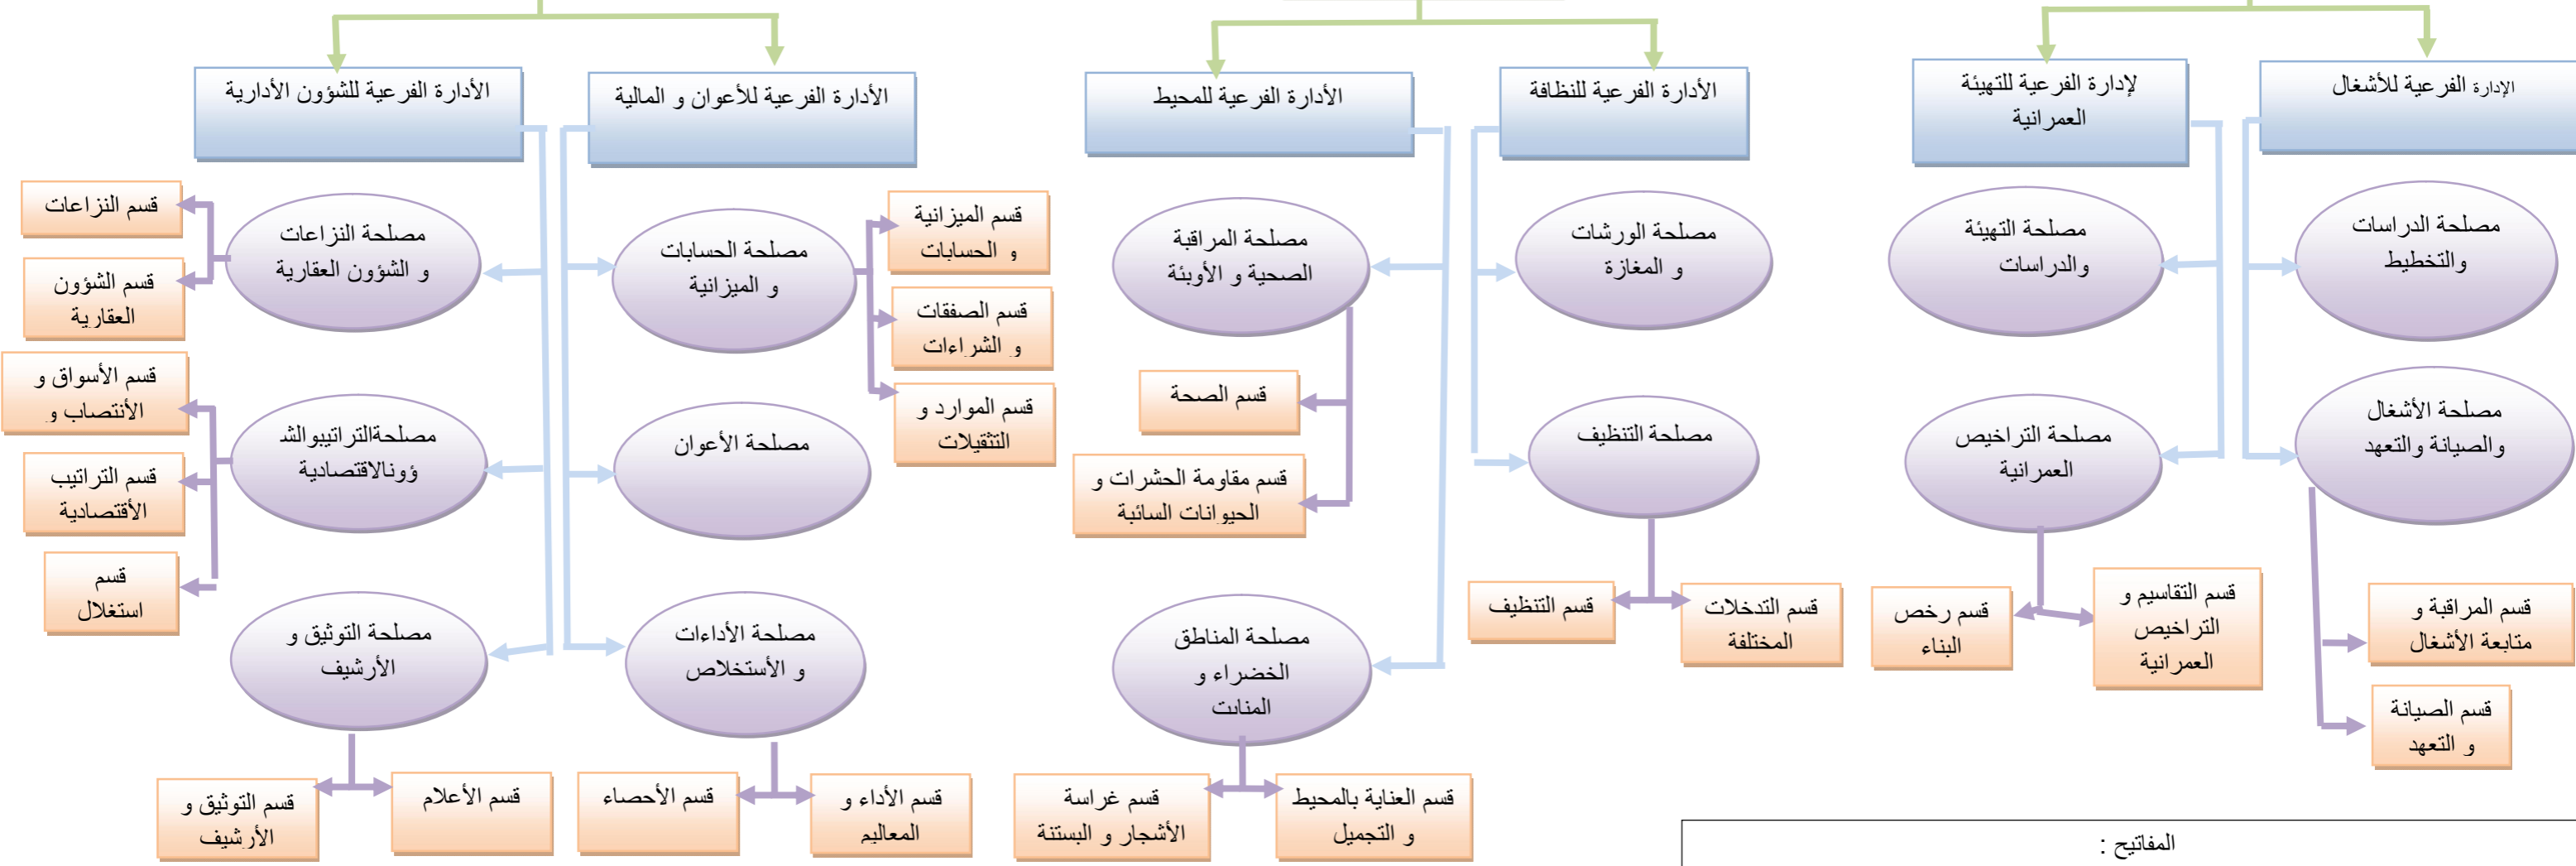 الإدارة الفرعية للأشغال
لإدارة الفرعية للتهيئة
العمرانية
الأدارة الفرعية للنظافة
الأدارة الفرعية للمحيط
الأدارة الفرعية للأعوان و المالية
الأدارة الفرعية للشؤون الأدارية
مصلحة الدراسات
والتخطيط
مصلحة التهيئة
والدراسات
مصلحة الورشات
و المغازة
مصلحة المراقبة
الصحية و الأوبئة
قسم الميزانية
و الحسابات
قسم الصفقات
و الشراءات
قسم الموارد و
التثقيلات
مصلحة الحسابات
و الميزانية
مصلحة النزاعات
و الشؤون العقارية
قسم النزاعات
قسم الشؤون
العقارية
مصلحة الأشغال
والصيانة والتعهد
مصلحة التراخيص
العمرانية
مصلحة التنظيف
قسم الصحة
قسم مقاومة الحشرات و
الحيوانات السائبة
مصلحة الأعوان
مصلحةالتراتيبوالش
ؤونالاقتصادية
قسم الأسواق و
الأنتصاب و
قسم التراتيب
الأقتصادية
قسم
استغلال
قسم المراقبة و
متابعة الأشغال
قسم الصيانة
و التعهد
قسم التقاسيم و
التراخيص
العمرانية
قسم رخص
البناء
قسم التدخلات
المختلفة
قسم التنظيف
مصلحة المناطق
الخضراء و
المنابت
مصلحة الأداءات
و الأستخلاص
مصلحة التوثيق و
الأرشيف
قسم العناية بالمحيط
و التجميل
قسم غراسة
الأشجار و البستنة
قسم الأداء و
المعاليم
قسم الأحصاء
قسم الأعلام
قسم التوثيق و
الأرشيف
المفاتيح :